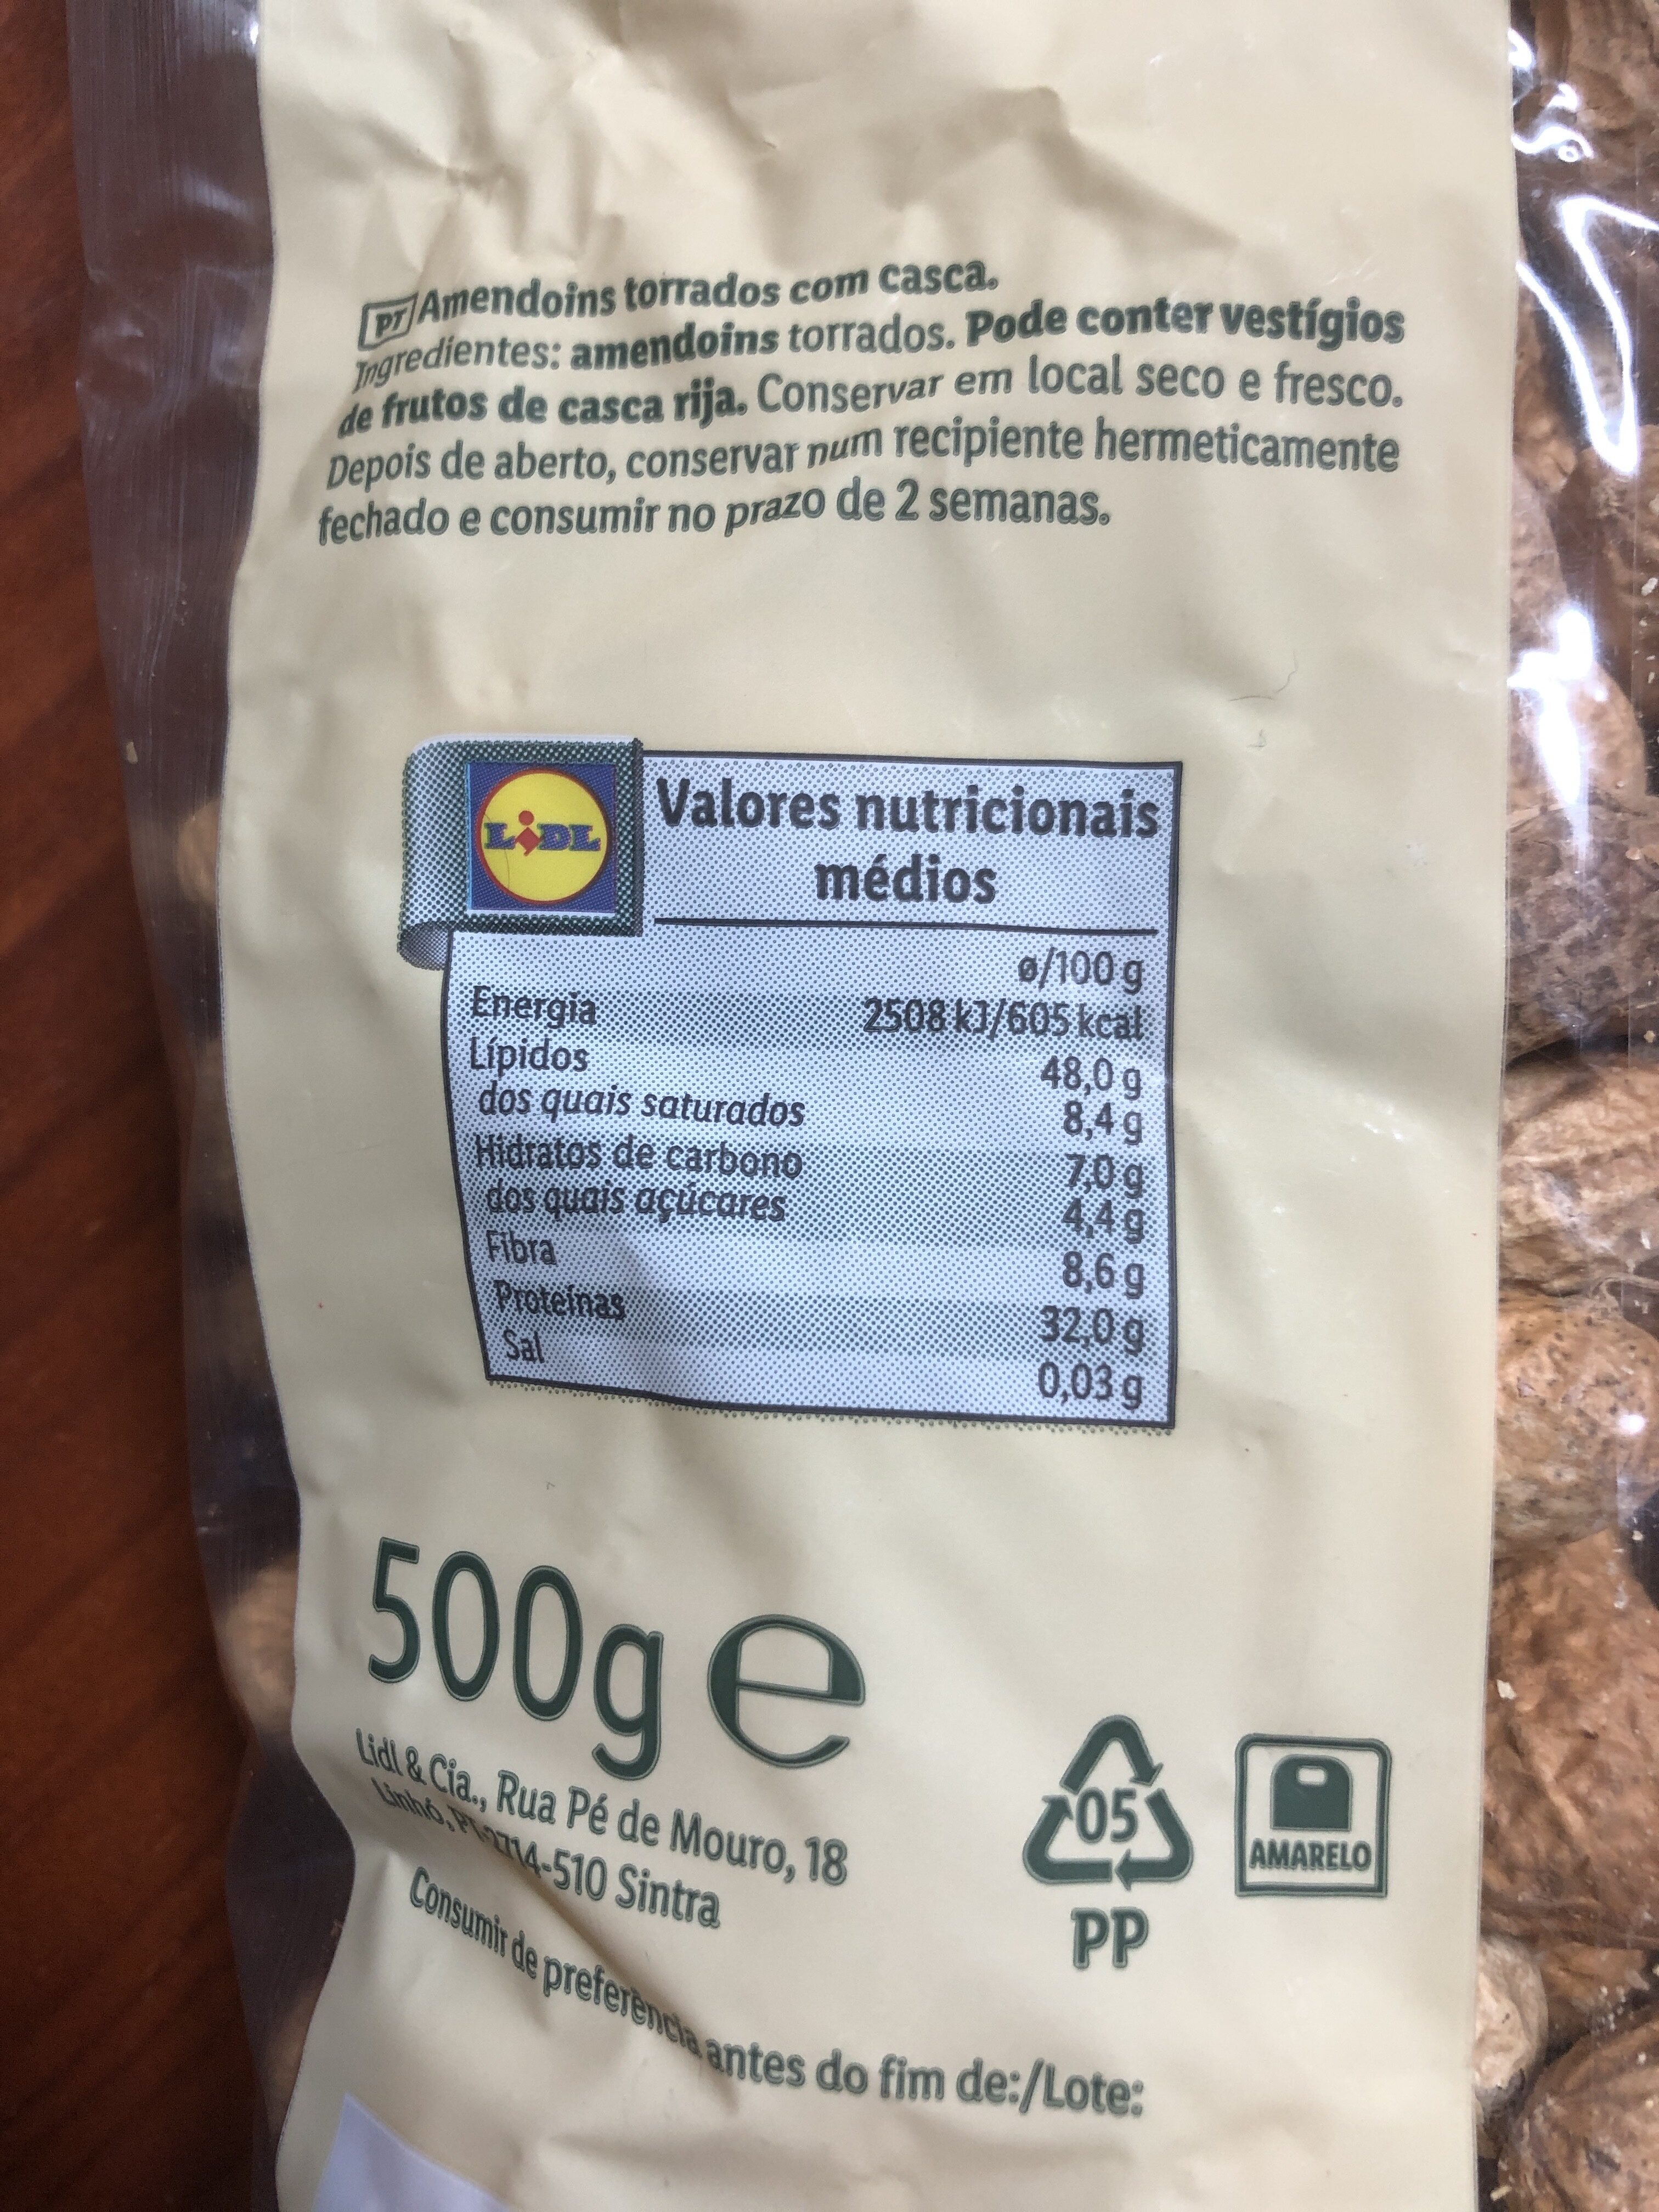 PT Amendoins torrados com casca.
Ingredientes: amendoins torrados. Pode conter vestígios
de frutos de casca rija. Conservar em local seco e fresco.
Depois de aberto, conservar num recipiente hermeticamente
fechado e consumir no prazo de 2 semanas.
LIDL
Valores nutricionais
médios
ø/100 g
Energia 2508 kJ/605 kcal
Lípidos 48,0 g
dos quais saturados 8,4 g
Hidratos de carbono 7,0 g
dos quais açúcares 4,4 g
Fibra 8,6 g
Proteínas 32,0 g
Sal 0,03 g
500g e
Lidl & Cia., Rua Pé de Mouro, 18
Linhó, PT-2714-510 Sintra
Consumir de preferência antes do fim de:/Lote:
05
PP
AMARELO